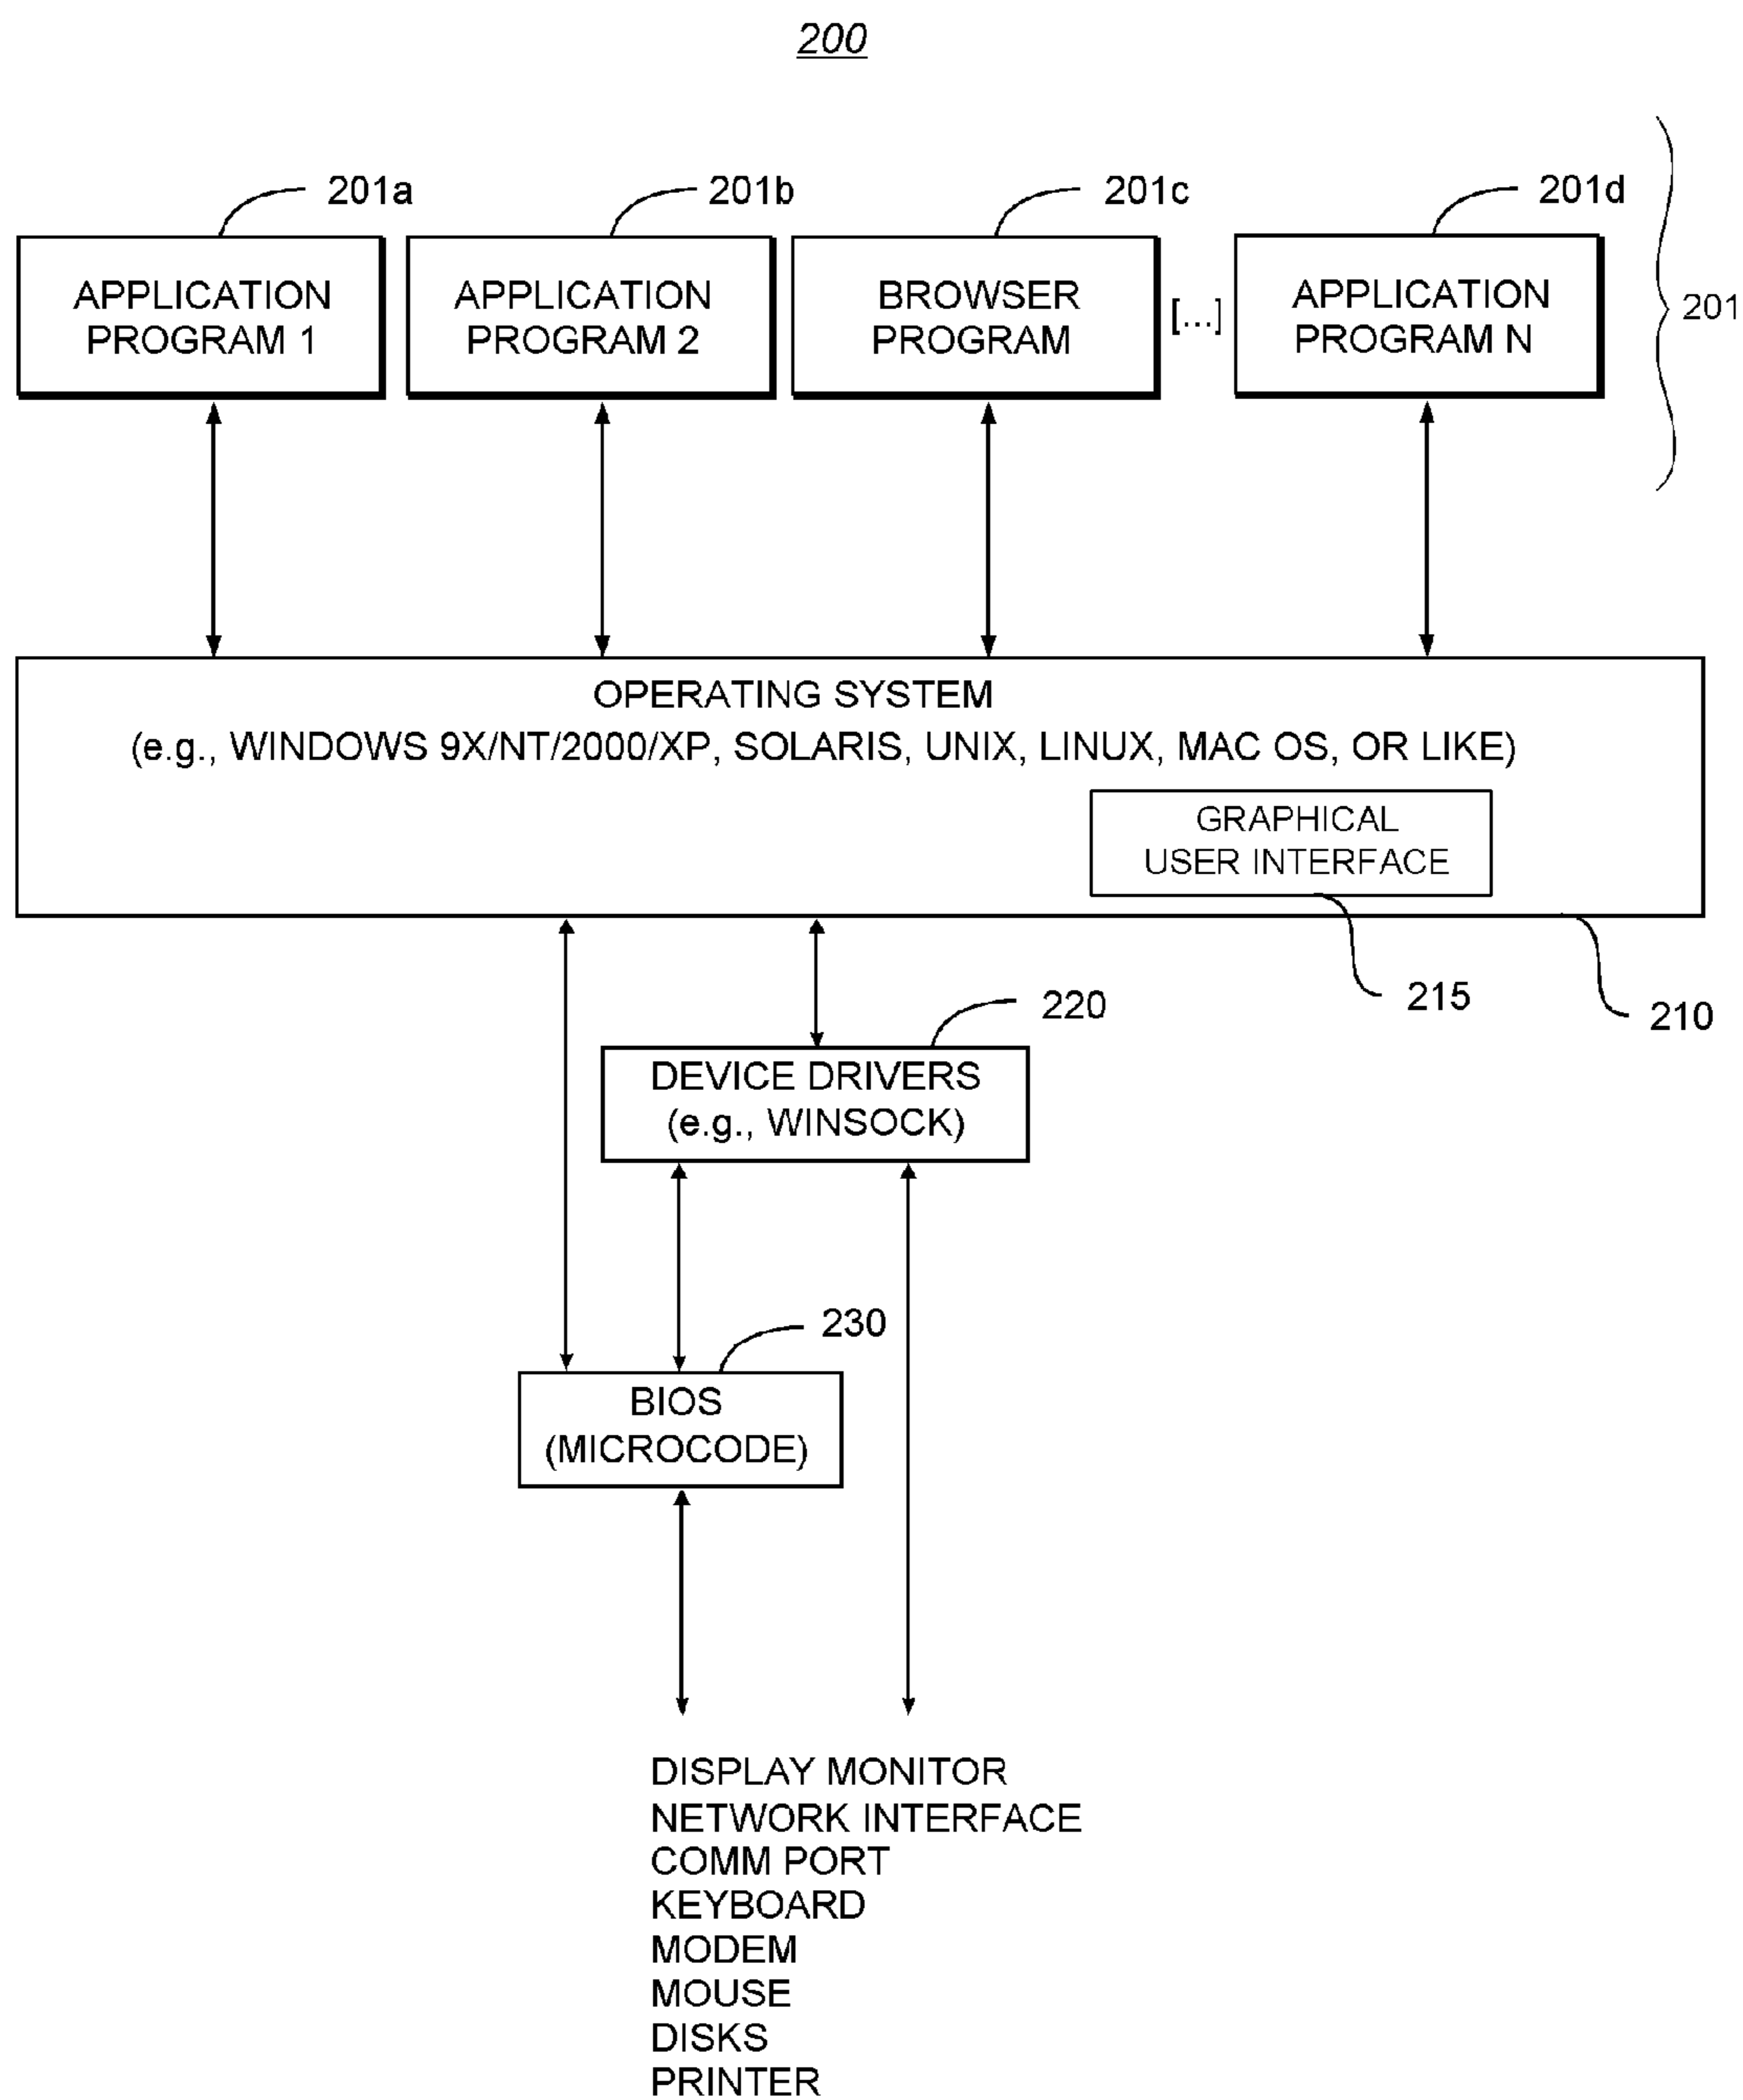 200
201a
201b
201c
201d
APPLICATION
PROGRAM 1
APPLICATION
PROGRAM 2
BROWSER
PROGRAM
[...]
APPLICATION
PROGRAM N
201
OPERATING SYSTEM
(e.g., WINDOWS 9X/NT/2000/XP, SOLARIS, UNIX, LINUX, MAC OS, OR LIKE)
GRAPHICAL
USER INTERFACE
215
210
220
DEVICE DRIVERS
(e.g., WINSOCK)
230
BIOS
(MICROCODE)
DISPLAY MONITOR
NETWORK INTERFACE
COMM PORT
KEYBOARD
MODEM
MOUSE
DISKS
PRINTER